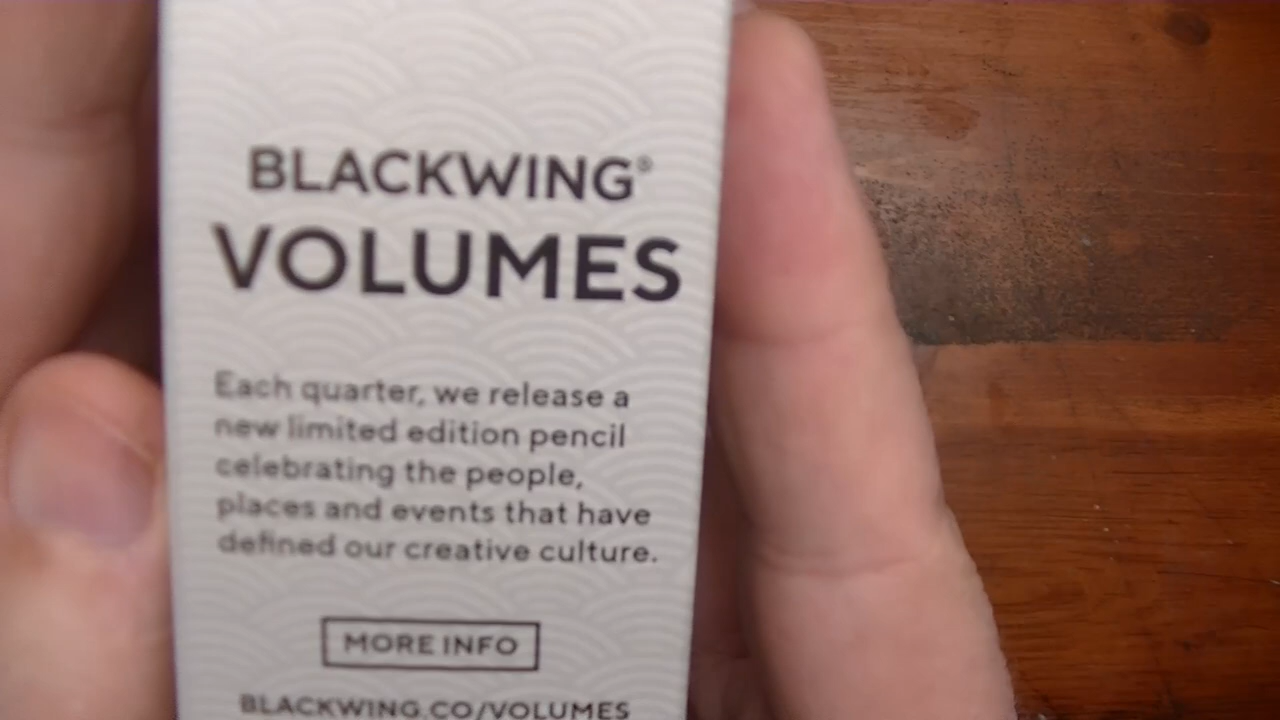 BLACKWING®
VOLUMES
Each quarter, we release a
new limited edition pencil
celebrating the people,
places and events that have
defined our creative culture.
MORE INFO
BLACKWING.CO/VOLUMES